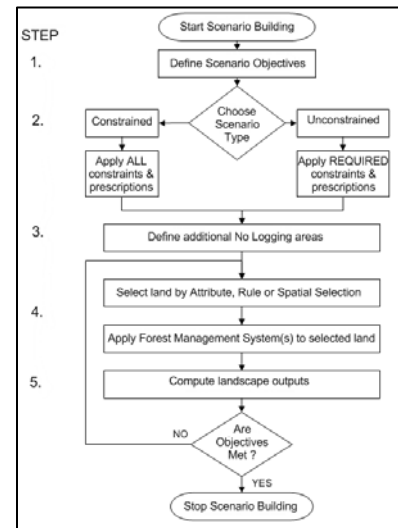 STEP
Start Scenario Building
1.
Define Scenario Objectives
2.
Choose
Scenario
Type
Constrained
Unconstrained
Apply ALL
constraints &
prescriptions
Apply REQUIRED
constraints &
prescriptions
3.
Define additional No Logging areas
Select land by Attribute, Rule or Spatial Selection
4.
Apply Forest Management System(s) to selected land
5.
Compute landscape outputs
NO
Are
Objectives
Met ?
YES
Stop Scenario Building